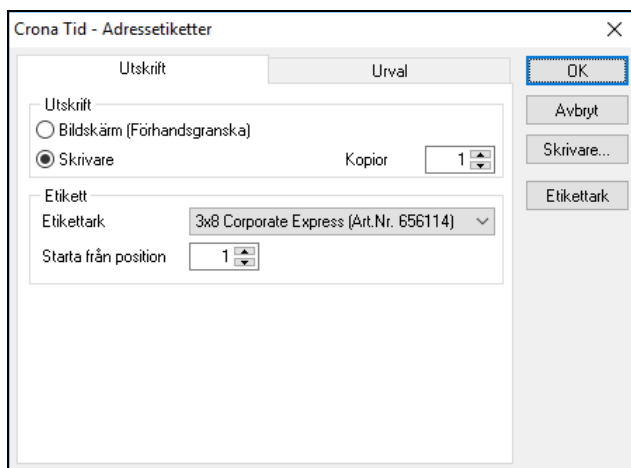 Crona Tid - Adressetiketter
Utskrift
Urval
Utskrift
Bildskärm (Förhandsgranska)
Skrivare
Kopior
1
Etikett
Etikettark
3x8 Corporate Express (Art.Nr. 656114)
Starta från position
1
OK
Avbryt
Skrivare...
Etikettark